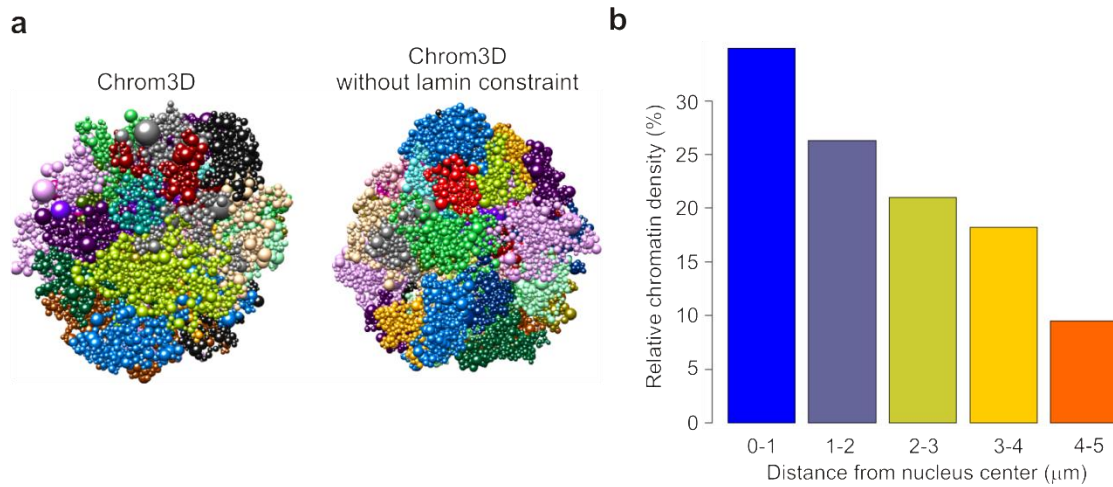 a
Chrom3D
Chrom3D
without lamin constraint
b
Relative chromatin density (%)
30
25
20
15
10
5
0
0-1 1-2 2-3 3-4 4-5
Distance from nucleus center (μm)